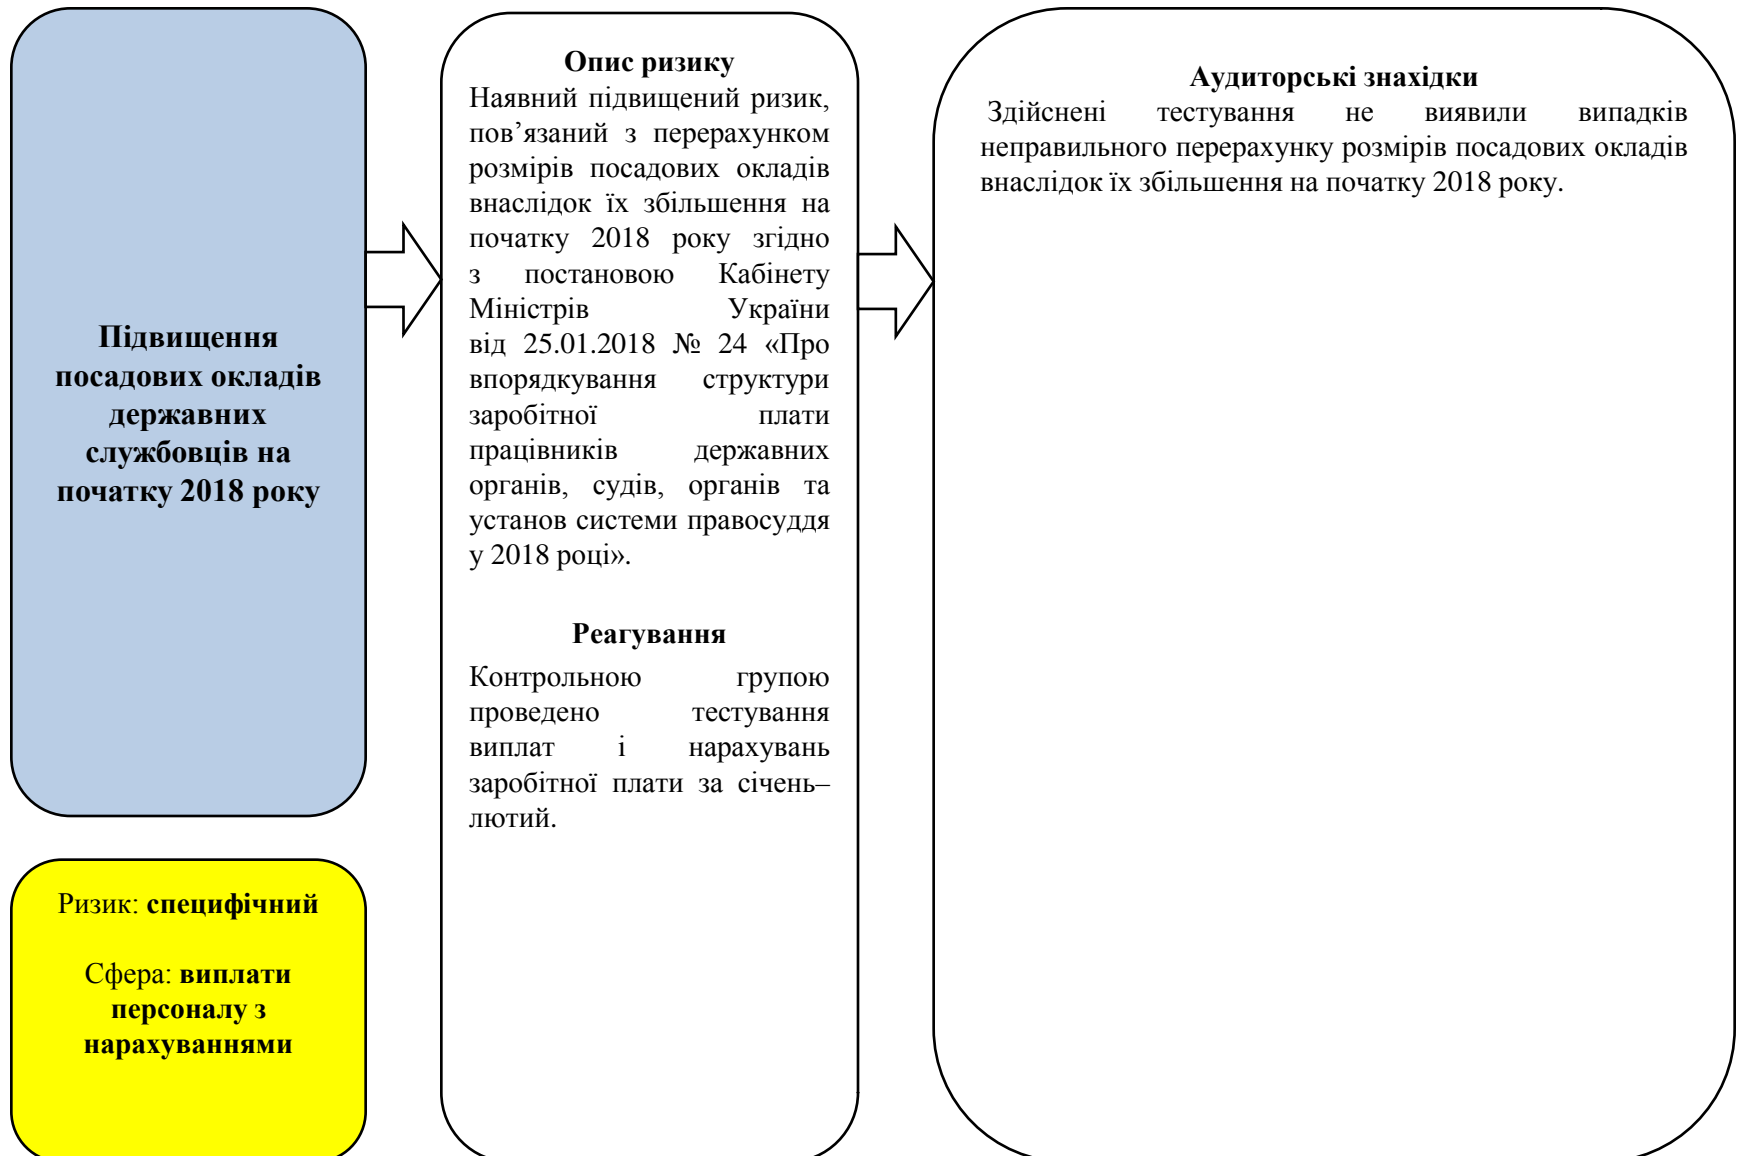 Підвищення
посадових окладів
державних
службовців на
початку 2018 року
Ризик: специфічний
Сфера: виплати
персоналу з
нарахуваннями
Опис ризику
Наявний підвищений ризик,
пов’язаний з перерахунком
розмірів посадових окладів
внаслідок їх збільшення на
початку 2018 року згідно
з постановою Кабінету
Міністрів України
від 25.01.2018 № 24 «Про
впорядкування структури
заробітної плати
працівників державних
органів, судів, органів та
установ системи правосуддя
у 2018 році».
Реагування
Контрольною групою
проведено тестування
виплат і нарахувань
заробітної плати за січень–
лютий.
Аудиторські знахідки
Здійснені тестування не виявили випадків
неправильного перерахунку розмірів посадових окладів
внаслідок їх збільшення на початку 2018 року.